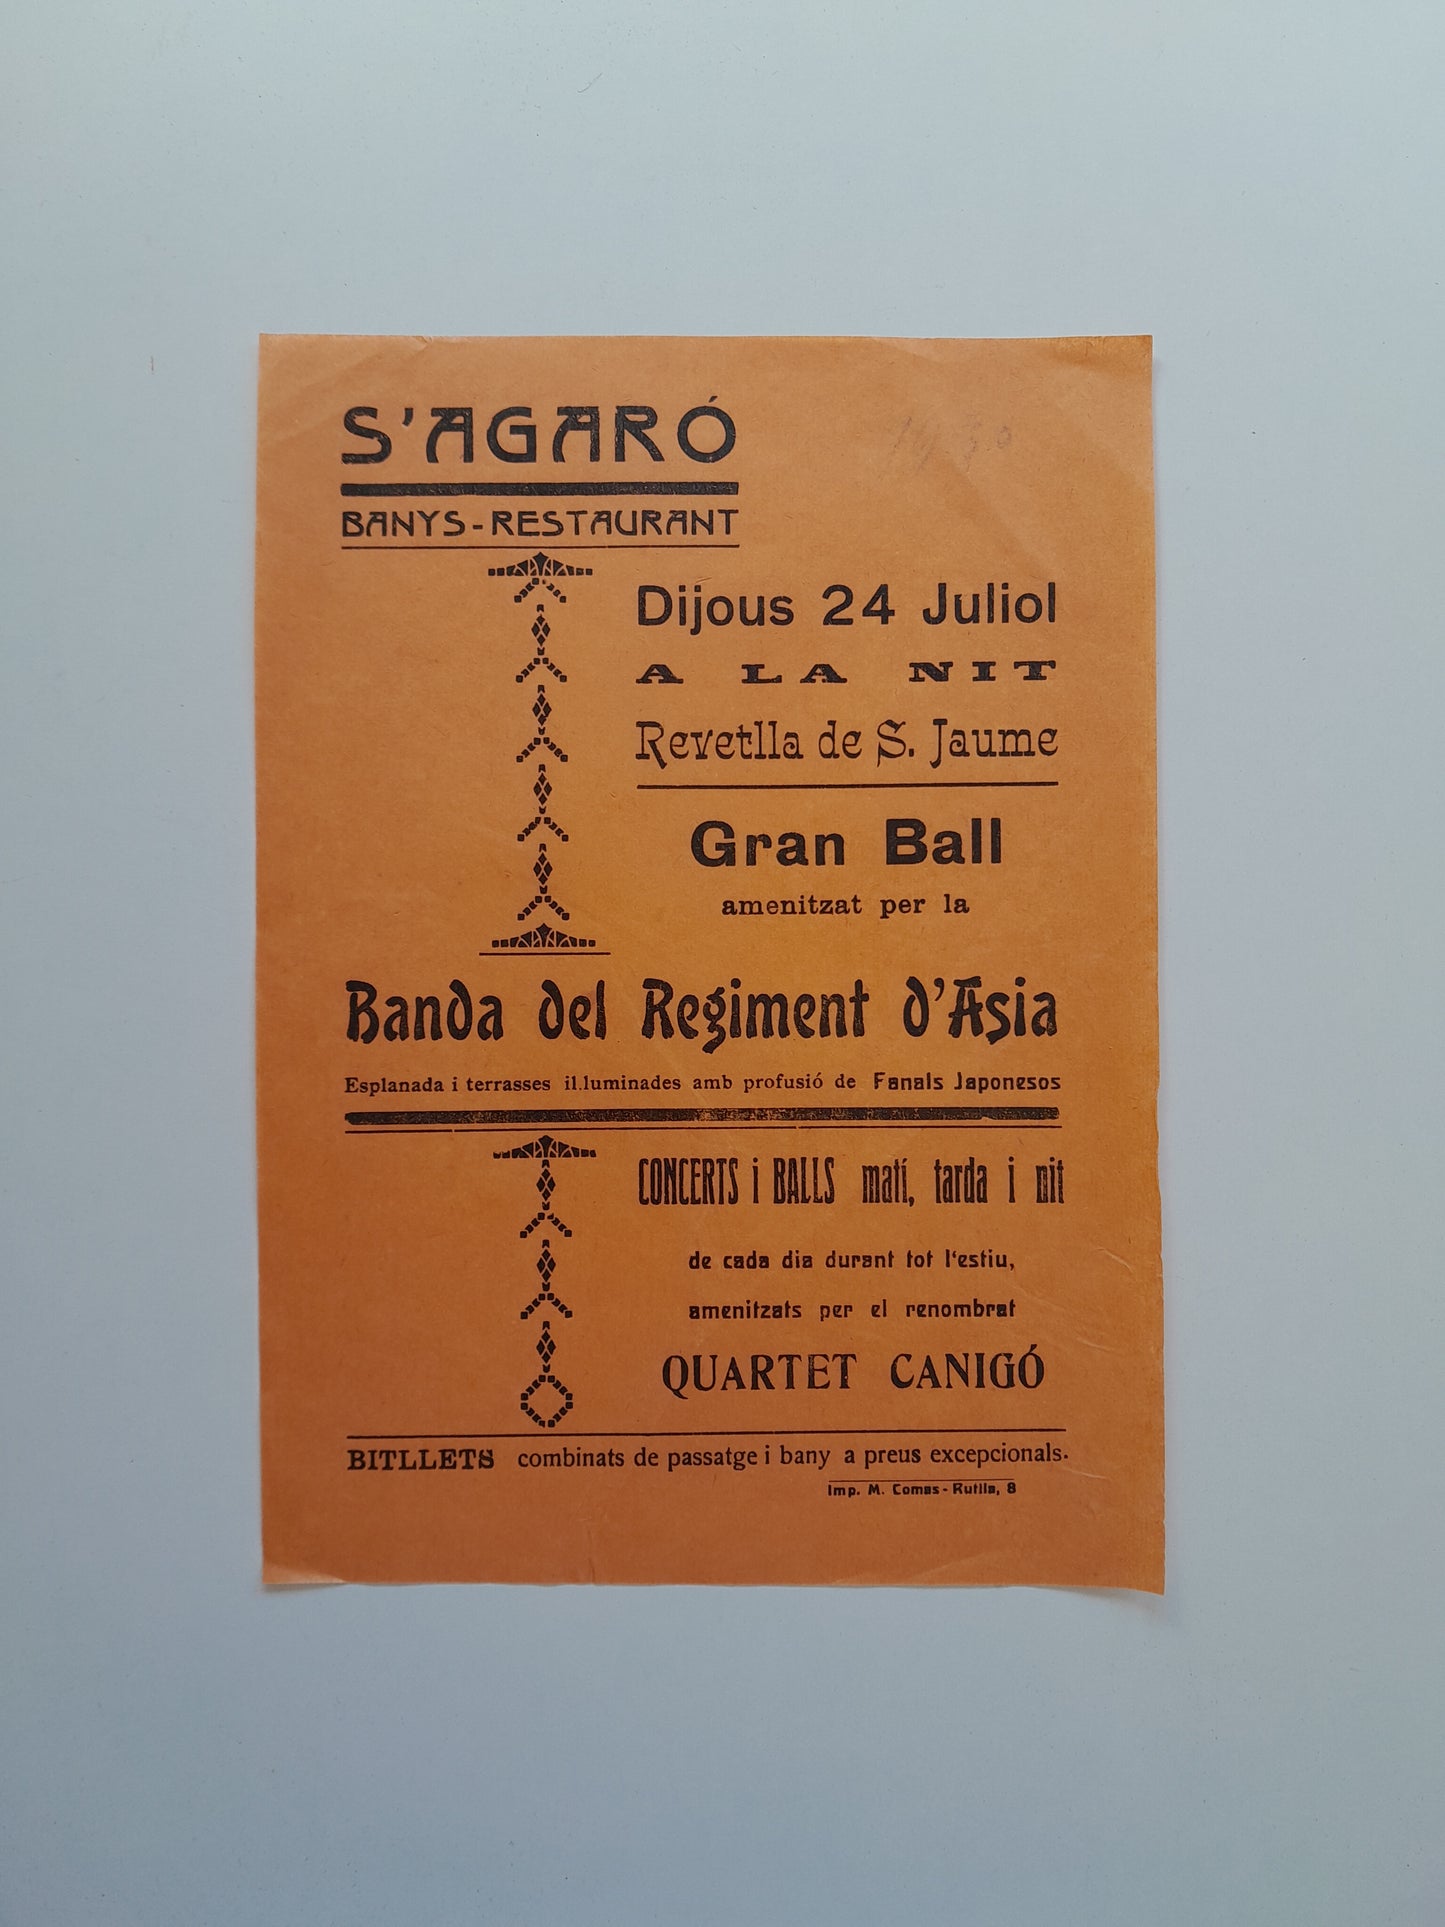 S'AGARÓ
1930
BANYS-RESTAURANT
Dijous 24 Juliol
A LA NIT
Revetlla de S. Jaume
Gran Ball
amenitzat per la
Banda del Regiment d'Asia
Esplanada i terrasses il.luminades amb profusió de Fanals Japonesos
CONCERTS i BALLS matí, tarda i nit
de cada dia durant tot l'estiu,
amenitzats per el renombrat
QUARTET CANIGÓ
BITLLETS combinats de passatge i bany a preus excepcionals.
Imp. M. Comas - Rutlla, 8